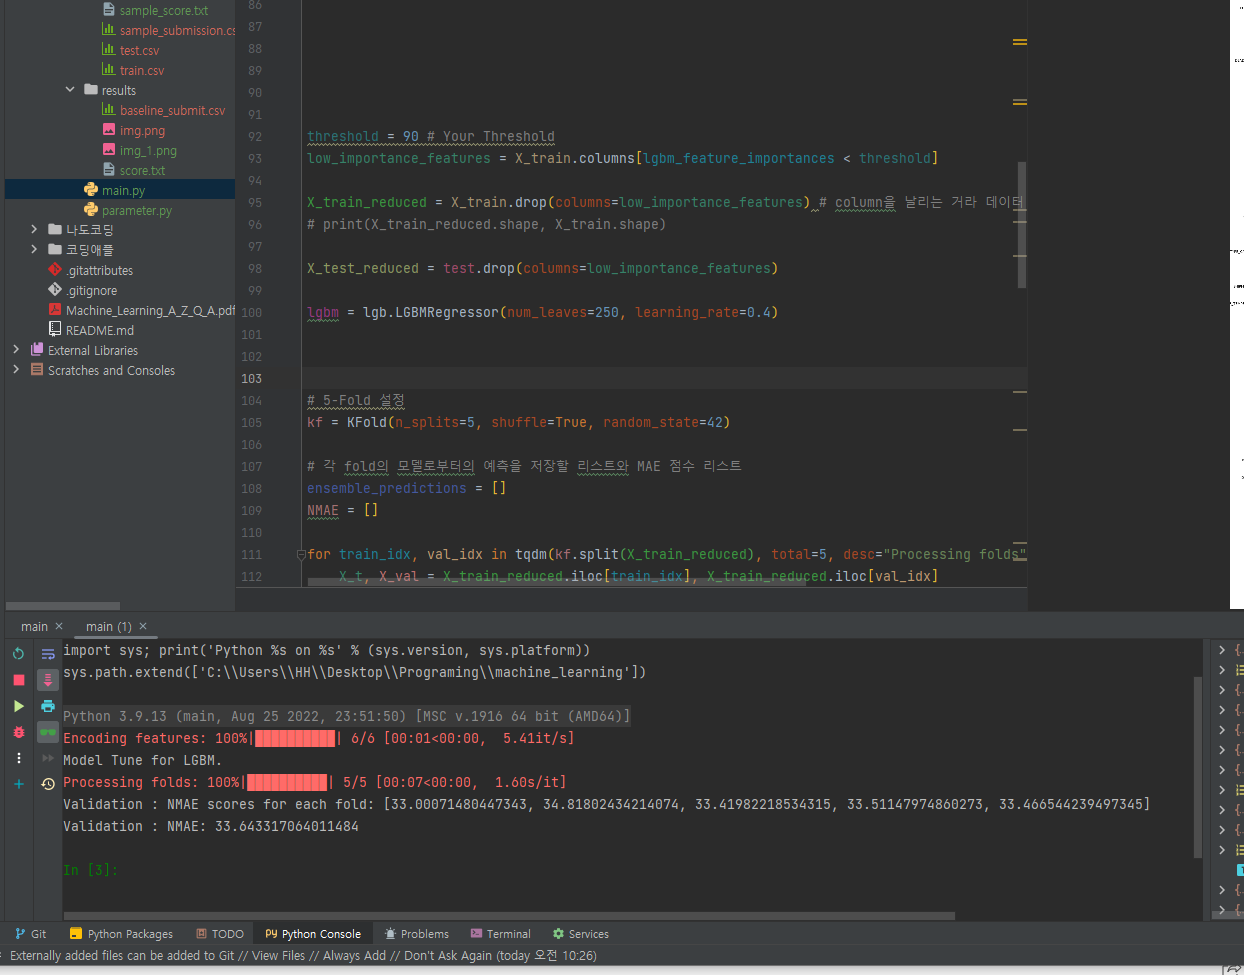 sample_score.txt
sample_submission.cs
test.csv
train.csv
results
baseline_submit.csv
img.png
img_1.png
score.txt
main.py
parameter.py
나도코딩
코딩애플
.gitattributes
.gitignore
Machine_Learning_A_Z_Q_A.pdf
README.md
External Libraries
Scratches and Consoles
86
87
88
89
90
91
92 threshold = 90 # Your Threshold
93 low_importance_features = X_train.columns[lgbm_feature_importances < threshold]
94
95 X_train_reduced = X_train.drop(columns=low_importance_features) # column을 날리는 거라 데이터
96 # print(X_train_reduced.shape, X_train.shape)
97
98 X_test_reduced = test.drop(columns=low_importance_features)
99
100 lgbm = lgb.LGBMRegressor(num_leaves=250, learning_rate=0.4)
101
102
103
104 # 5-Fold 설정
105 kf = KFold(n_splits=5, shuffle=True, random_state=42)
106
107 # 각 fold의 모델로부터의 예측을 저장할 리스트와 MAE 점수 리스트
108 ensemble_predictions = []
109 NMAE = []
110
111 for train_idx, val_idx in tqdm(kf.split(X_train_reduced), total=5, desc="Processing folds"
112 X_t, X_val = X_train_reduced.iloc[train_idx], X_train_reduced.iloc[val_idx]
main main (1)
import sys; print('Python %s on %s' % (sys.version, sys.platform))
sys.path.extend(['C:\\Users\\HH\\Desktop\\Programing\\machine_learning'])
Python 3.9.13 (main, Aug 25 2022, 23:51:50) [MSC v.1916 64 bit (AMD64)]
Encoding features: 100%|██████████| 6/6 [00:01<00:00, 5.41it/s]
Model Tune for LGBM.
Processing folds: 100%|██████████| 5/5 [00:07<00:00, 1.60s/it]
Validation : NMAE scores for each fold: [33.00071480447343, 34.81802434214074, 33.41982218534315, 33.51147974860273, 33.466544239497345]
Validation : NMAE: 33.643317064011484
In [3]:
Git Python Packages TODO Python Console Problems Terminal Services
Externally added files can be added to Git // View Files // Always Add // Don't Ask Again (today 오전 10:26)